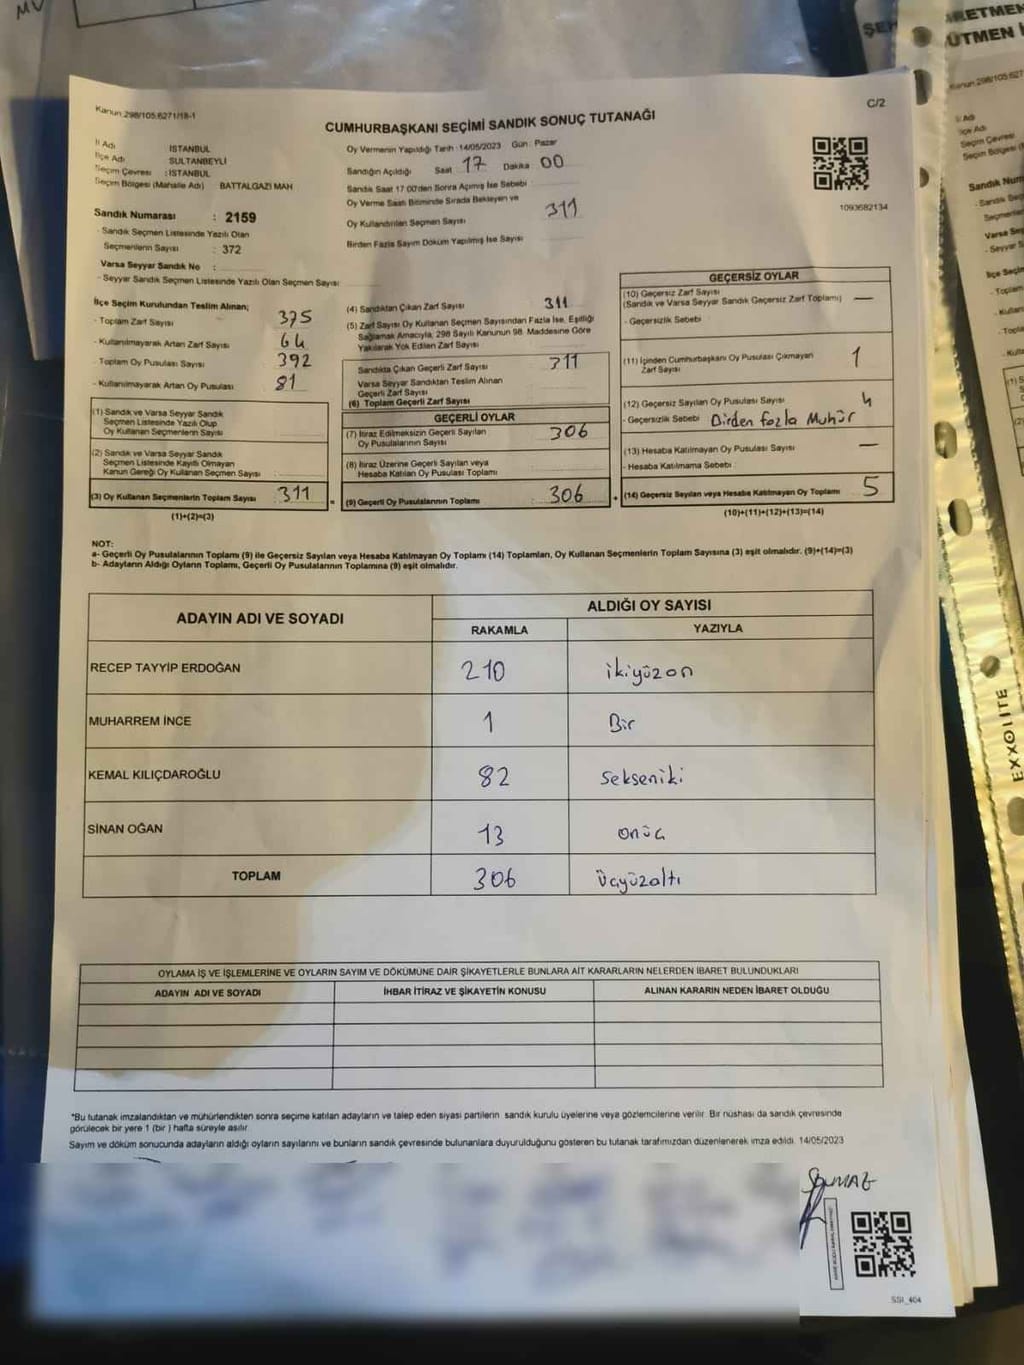 MV
C/2
Kanun:298/105,6271/18-1
CUMHURBAŞKANI SEÇİMİ SANDIK SONUÇ TUTANAĞI
İl Adı İSTANBUL
İlçe Adı SULTANBEYLİ
Seçim Çevresi : İSTANBUL
Seçim Bölgesi (Mahalle Adı) BATTALGAZI MAH
Sandık Numarası : 2159
- Sandık Seçmen Listesinde Yazılı Olan
Seçmenlerin Sayısı : 372
Varsa Seyyar Sandık No :
- Seyyar Sandık Seçmen Listesinde Yazılı Olan Seçmen Sayısı
Oy Vermenin Yapıldığı Tarih :14/05/2023 Gün : Pazar
Sandığın Açıldığı Saat 17 Dakika 00
Sandık Saat 17:00'den Sonra Açılmış İse Sebebi
Oy Verme Saati Bitiminde Sırada Bekleyen ve
Oy Kullandırılan Seçmen Sayısı 311
Birden Fazla Sayım Döküm Yapılmış İse Sayısı
1093682134
İlçe Seçim Kurulundan Teslim Alınan;
- Toplam Zarf Sayısı 375
- Kullanılmayarak Artan Zarf Sayısı 64
Toplam Oy Pusulası Sayısı 392
- Kullanılmayarak Artan Oy Pusulası 81
(1) Sandık ve Varsa Seyyar Sandık
Seçmen Listesinde Yazılı Olup
Oy Kullanan Seçmenlerin Sayısı
(2) Sandık ve Varsa Seyyar Sandık
Seçmen Listesinde Kayıtlı Olmayan
Kanun Gereği Oy Kullanan Seçmen Sayısı
(3) Oy Kullanan Seçmenlerin Toplam Sayısı 311
(1)+(2)=(3)
(4) Sandıktan Çıkan Zarf Sayısı 311
(5) Zarf Sayısı Oy Kullanan Seçmen Sayısından Fazla İse, Eşitliği
Sağlamak Amacıyla, 298 Sayılı Kanunun 98. Maddesine Göre
Yakılarak Yok Edilen Zarf Sayısı
Sandıkta Çıkan Geçerli Zarf Sayısı 311
Varsa Seyyar Sandıktan Teslim Alınan
Geçerli Zarf Sayısı
(6) Toplam Geçerli Zarf Sayısı
GEÇERLİ OYLAR
(7) İtiraz Edilmeksizin Geçerli Sayılan
Oy Pusulalarının Sayısı 306
(8) İtiraz Üzerine Geçerli Sayılan veya
Hesaba Katılan Oy Pusulası Toplamı
(9) Geçerli Oy Pusulalarının Toplamı 306
GEÇERSİZ OYLAR
(10) Geçersiz Zarf Sayısı
(Sandık ve Varsa Seyyar Sandık Geçersiz Zarf Toplamı) —
- Geçersizlik Sebebi
(11) İçinden Cumhurbaşkanı Oy Pusulası Çıkmayan
Zarf Sayısı 1
(12) Geçersiz Sayılan Oy Pusulası Sayısı 4
- Geçersizlik Sebebi Birden fazla Mühür
(13) Hesaba Katılmayan Oy Pusulası Sayısı —
- Hesaba Katılmama Sebebi
(14) Geçersiz Sayılan veya Hesaba Katılmayan Oy Toplamı 5
(10)+(11)+(12)+(13)=(14)
NOT:
a- Geçerli Oy Pusulalarının Toplamı (9) ile Geçersiz Sayılan veya Hesaba Katılmayan Oy Toplamı (14) Toplamları, Oy Kullanan Seçmenlerin Toplam Sayısına (3) eşit olmalıdır. (9)+(14)=(3)
b- Adayların Aldığı Oyların Toplamı, Geçerli Oy Pusulalarının Toplamına (9) eşit olmalıdır.
ADAYIN ADI VE SOYADI
ALDIĞI OY SAYISI
RAKAMLA YAZIYLA
RECEP TAYYİP ERDOĞAN 210 ikiyüzon
MUHARREM İNCE 1 Bir
KEMAL KILIÇDAROĞLU 82 sekseniki
SİNAN OĞAN 13 onüç
TOPLAM 306 üçyüzaltı
OYLAMA İŞ VE İŞLEMLERİNE VE OYLARIN SAYIM VE DÖKÜMÜNE DAİR ŞİKAYETLERLE BUNLARA AİT KARARLARIN NELERDEN İBARET BULUNDUKLARI
ADAYIN ADI VE SOYADI İHBAR İTİRAZ VE ŞİKAYETİN KONUSU ALINAN KARARIN NEDEN İBARET OLDUĞU
*Bu tutanak imzalandıktan ve mühürlendikten sonra seçime katılan adayların ve talep eden siyasi partilerin sandık kurulu üyelerine veya gözlemcilerine verilir. Bir nüshası da sandık çevresinde
görülecek bir yere 1 (bir ) hafta süreyle asılır.
Sayım ve döküm sonucunda adayların aldığı oyların sayılarını ve bunların sandık çevresinde bulunanlara duyurulduğunu gösteren bu tutanak tarafımızdan düzenlenerek imza edildi. 14/05/2023
SSI_404
EXXOLITE